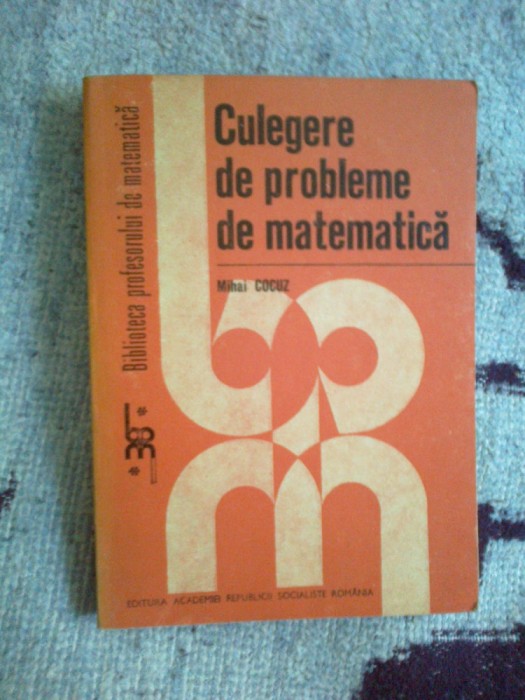 Culegere
de probleme
de matematică
Mihai COCUZ
Biblioteca profesorului de matematică
EDITURA ACADEMIEI REPUBLICII SOCIALISTE ROMÂNIA